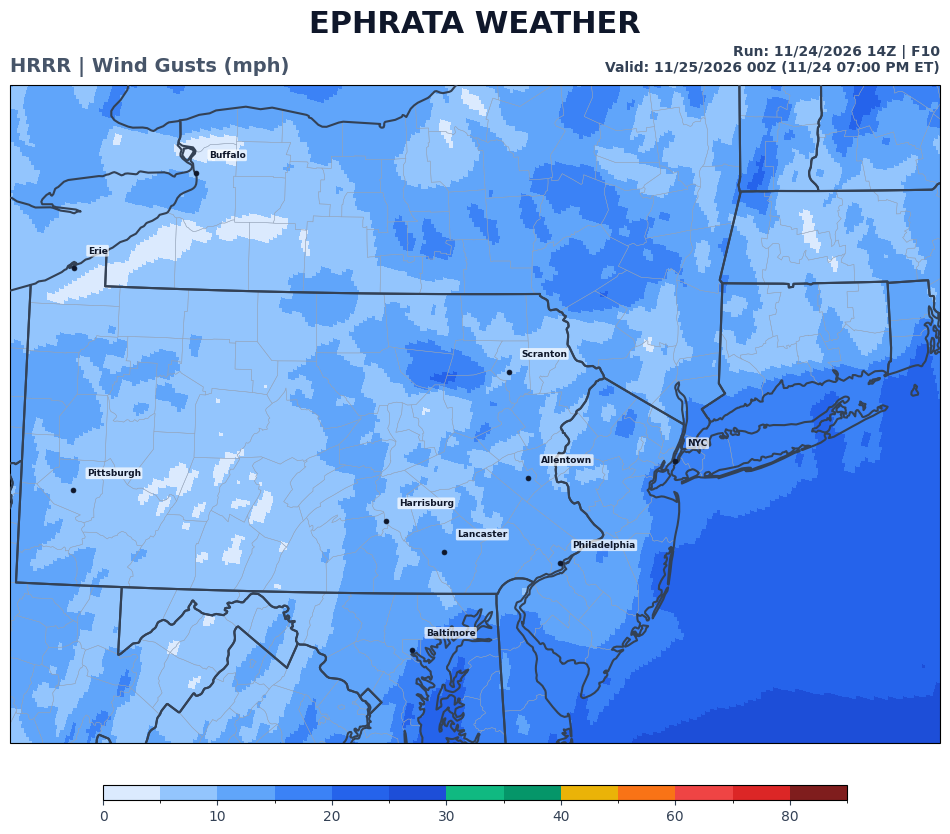 EPHRATA WEATHER
HRRR | Wind Gusts (mph)
Run: 11/24/2026 14Z | F10
Valid: 11/25/2026 00Z (11/24 07:00 PM ET)
Buffalo
Erie
Scranton
NYC
Allentown
Pittsburgh
Harrisburg
Lancaster
Philadelphia
Baltimore
0 10 20 30 40 50 60 70 80